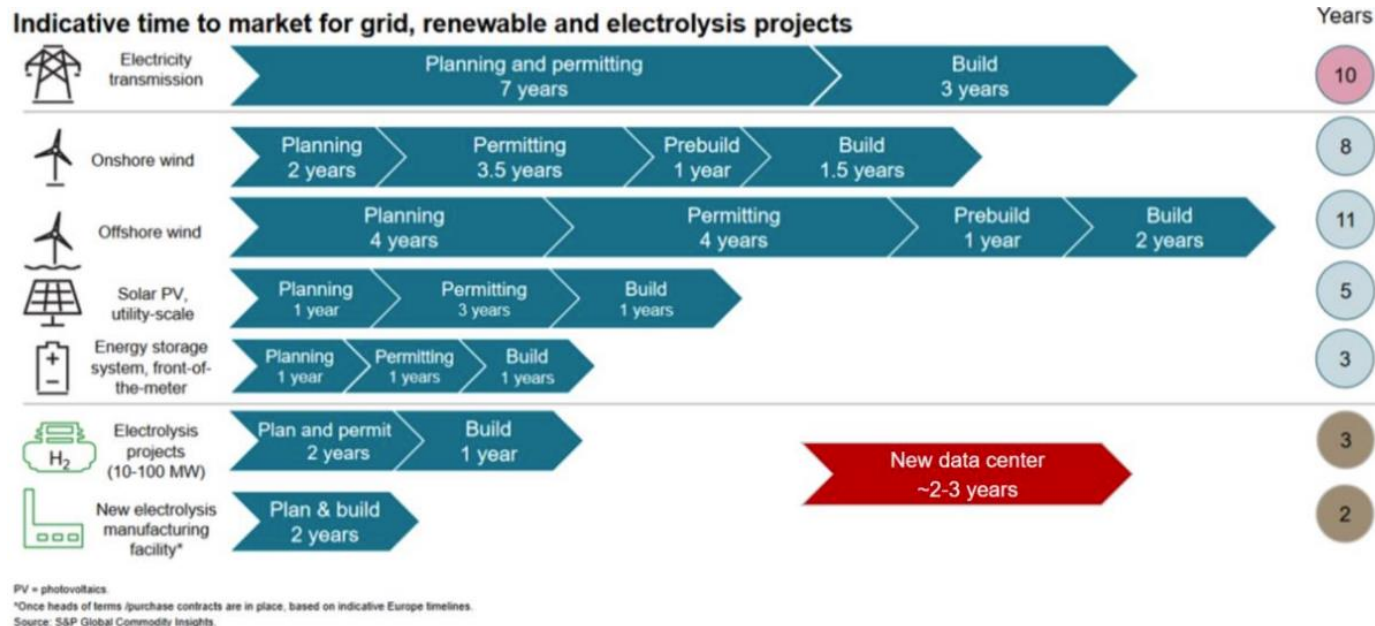 Indicative time to market for grid, renewable and electrolysis projects
Years
Electricity
transmission
Planning and permitting
7 years
Build
3 years
10
Onshore wind
Planning
2 years
Permitting
3.5 years
Prebuild
1 year
Build
1.5 years
8
Offshore wind
Planning
4 years
Permitting
4 years
Prebuild
1 year
Build
2 years
11
Solar PV,
utility-scale
Planning
1 year
Permitting
3 years
Build
1 years
5
Energy storage
system, front-of-
the-meter
Planning
1 year
Permitting
1 years
Build
1 years
3
H2
Electrolysis
projects
(10-100 MW)
Plan and permit
2 years
Build
1 year
New data center
~2-3 years
3
New electrolysis
manufacturing
facility*
Plan & build
2 years
2
PV = photovoltaics.
*Once heads of terms /purchase contracts are in place, based on indicative Europe timelines.
Source: S&P Global Commodity Insights.